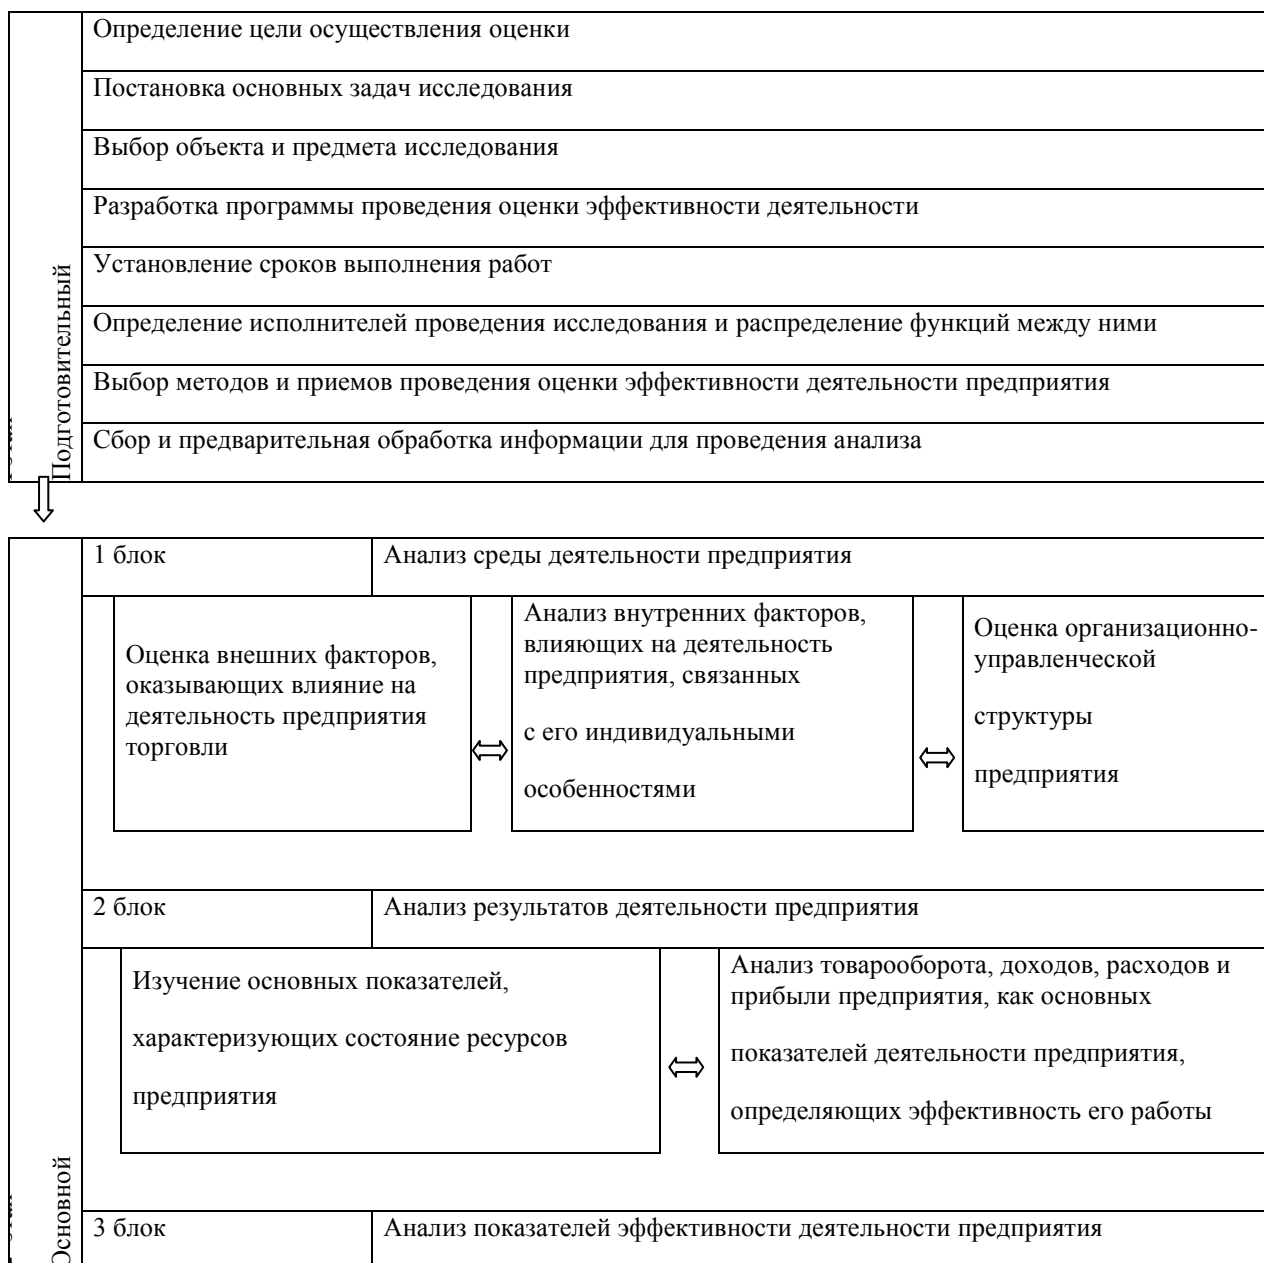 Определение цели осуществления оценки
Постановка основных задач исследования
Выбор объекта и предмета исследования
Разработка программы проведения оценки эффективности деятельности
Установление сроков выполнения работ
Определение исполнителей проведения исследования и распределение функций между ними
Выбор методов и приемов проведения оценки эффективности деятельности предприятия
Сбор и предварительная обработка информации для проведения анализа
Подготовительный
1 блок
Анализ среды деятельности предприятия
Оценка внешних факторов,
оказывающих влияние на
деятельность предприятия
торговли
Анализ внутренних факторов,
влияющих на деятельность
предприятия, связанных
с его индивидуальными
особенностями
Оценка организационно-
управленческой
структуры
предприятия
2 блок
Анализ результатов деятельности предприятия
Изучение основных показателей,
характеризующих состояние ресурсов
предприятия
Анализ товарооборота, доходов, расходов и
прибыли предприятия, как основных
показателей деятельности предприятия,
определяющих эффективность его работы
Основной
3 блок
Анализ показателей эффективности деятельности предприятия